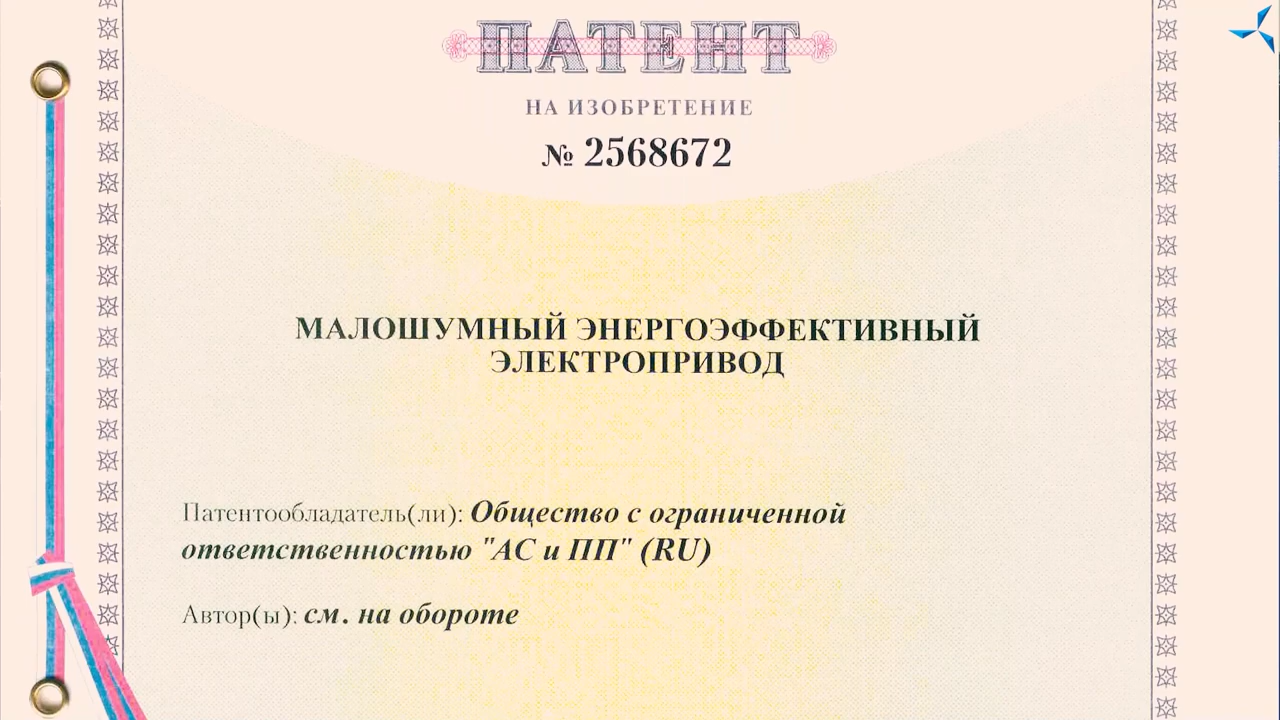 ПАТЕНТ
НА ИЗОБРЕТЕНИЕ
№ 2568672
МАЛОШУМНЫЙ ЭНЕРГОЭФФЕКТИВНЫЙ
ЭЛЕКТРОПРИВОД
Патентообладатель(ли): Общество с ограниченной
ответственностью "АС и ПП" (RU)
Автор(ы): см. на обороте